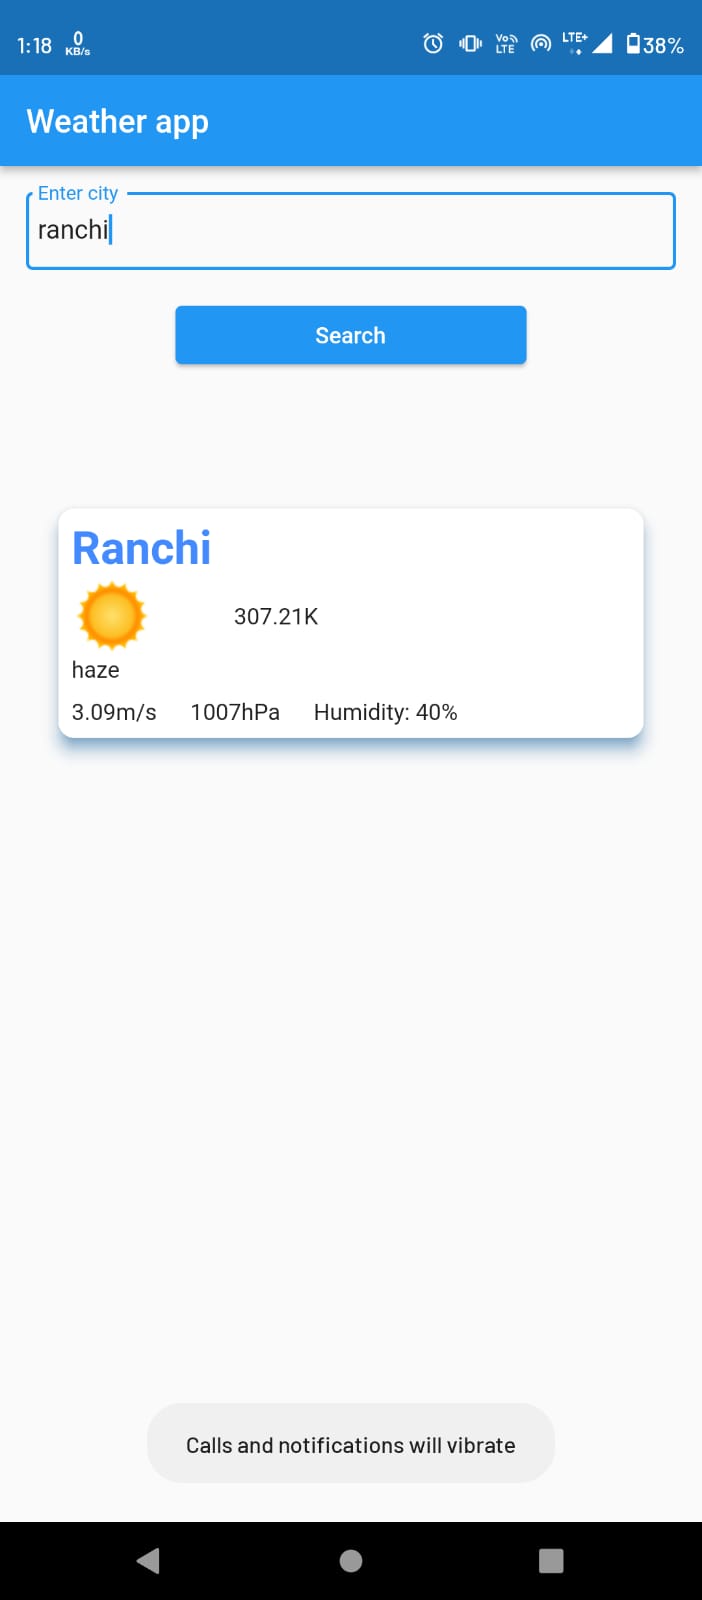 1:18 0 KB/s Vo LTE LTE+ 38%
Weather app
Enter city
ranchi
Search
Ranchi
307.21K
haze
3.09m/s 1007hPa Humidity: 40%
Calls and notifications will vibrate